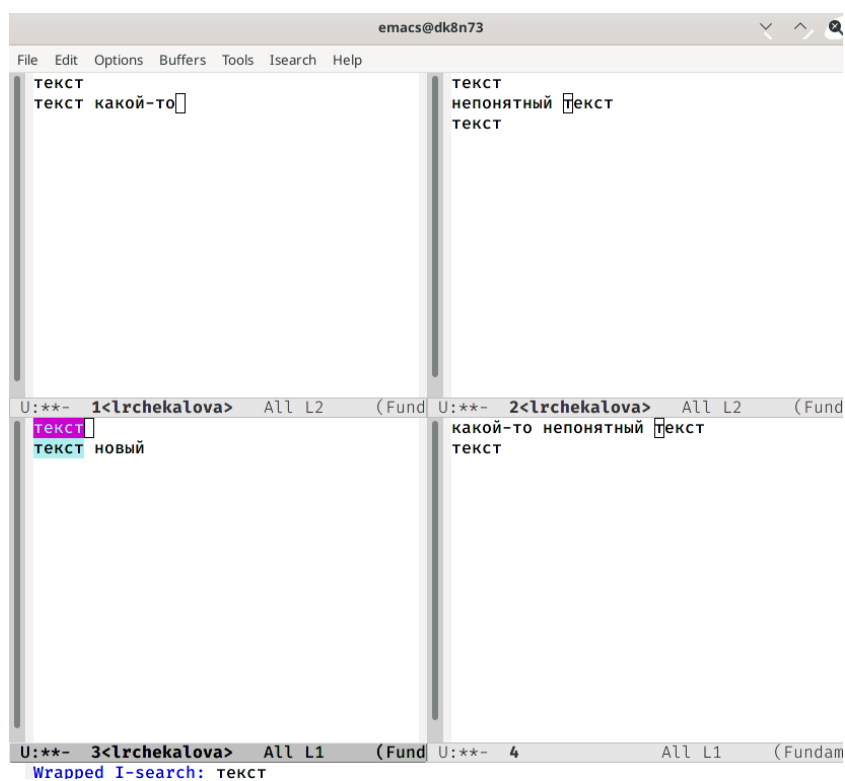 emacs@dk8n73
File Edit Options Buffers Tools Isearch Help
текст
текст какой-то
U:**- 1<lrchekalova> All L2 (Fund
текст
непонятный текст
текст
U:**- 2<lrchekalova> All L2 (Fund
текст
текст новый
U:**- 3<lrchekalova> All L1 (Fund
какой-то непонятный текст
текст
U:**- 4 All L1 (Fundam
Wrapped I-search: текст